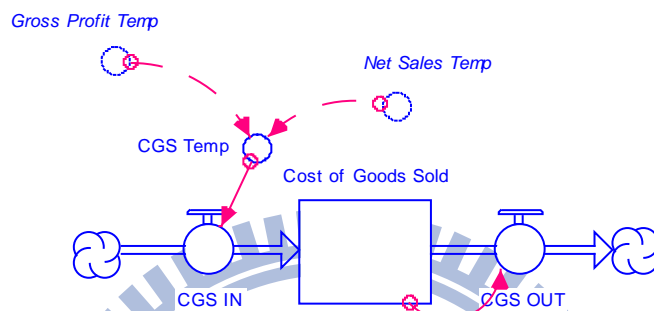 Gross Profit Temp
Net Sales Temp
CGS Temp
Cost of Goods Sold
CGS IN
CGS OUT